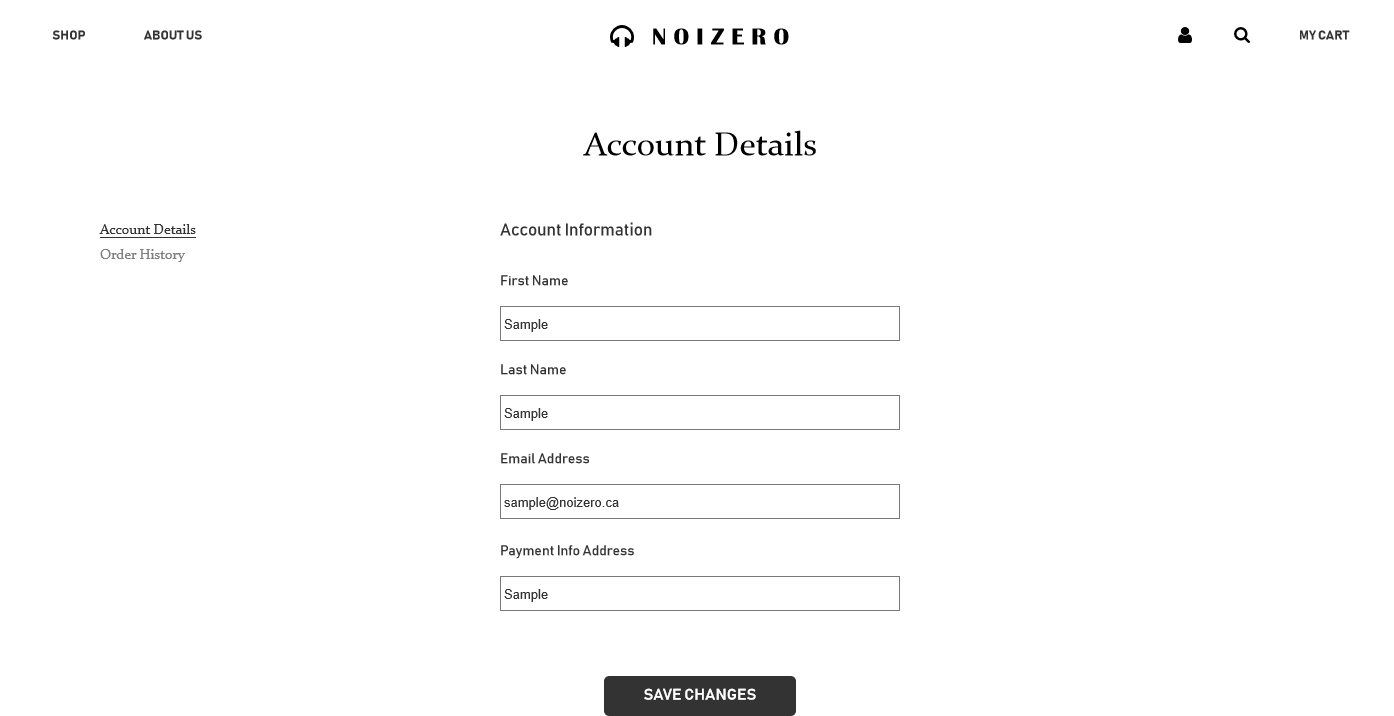 SHOP ABOUT US NOIZERO MY CART
Account Details
Account Details
Order History
Account Information
First Name
Sample
Last Name
Sample
Email Address
sample@noizero.ca
Payment Info Address
Sample
SAVE CHANGES